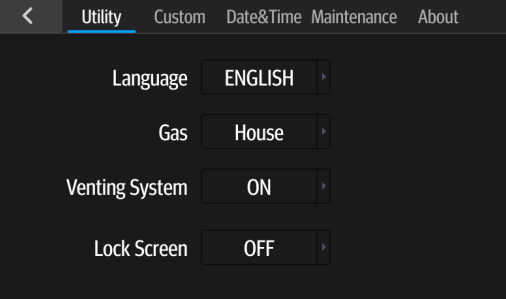 Utility Custom Date&Time Maintenance About
Language ENGLISH
Gas House
Venting System ON
Lock Screen OFF